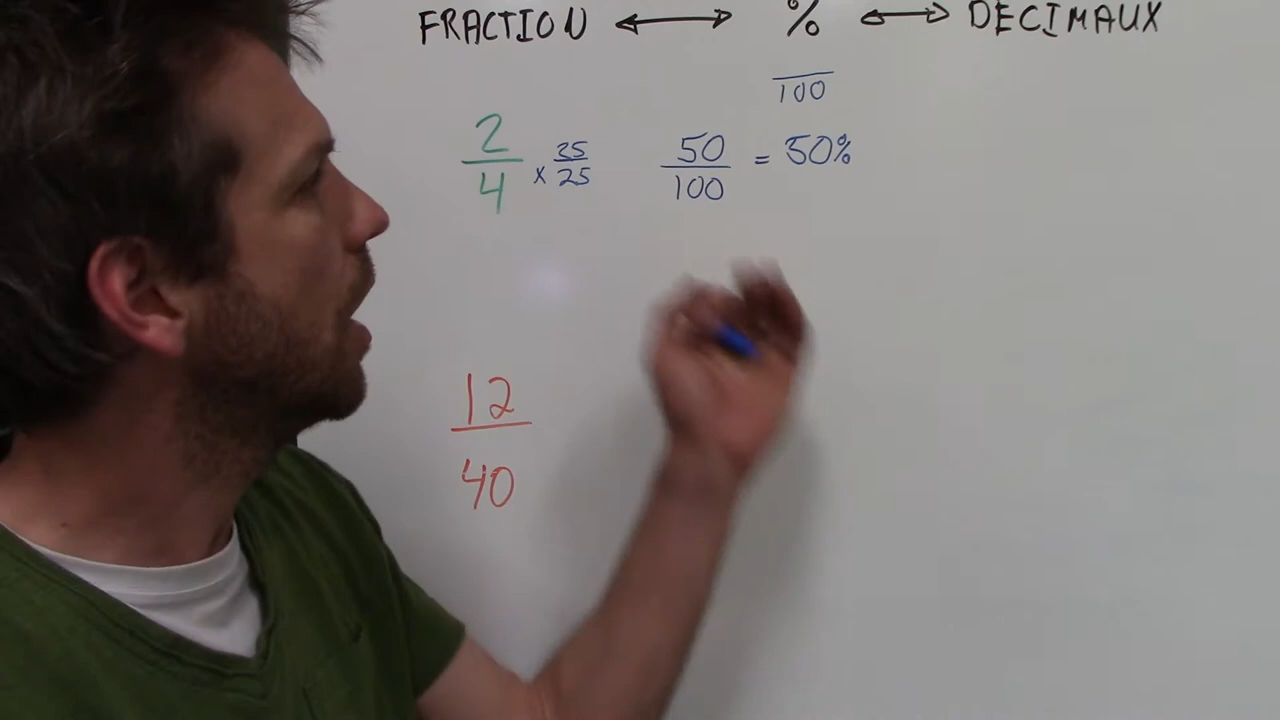 FRACTION ↔ % ↔ DECIMAUX
/100
2/4 x 25/25 50/100 = 50%
12/40